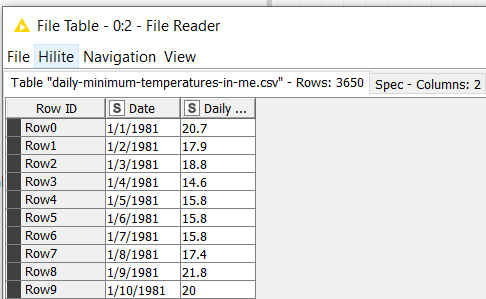 File Table - 0:2 - File Reader
File Hilite Navigation View
Table "daily-minimum-temperatures-in-me.csv" - Rows: 3650 Spec - Columns: 2
Row ID S Date S Daily ...
Row0 1/1/1981 20.7
Row1 1/2/1981 17.9
Row2 1/3/1981 18.8
Row3 1/4/1981 14.6
Row4 1/5/1981 15.8
Row5 1/6/1981 15.8
Row6 1/7/1981 15.8
Row7 1/8/1981 17.4
Row8 1/9/1981 21.8
Row9 1/10/1981 20